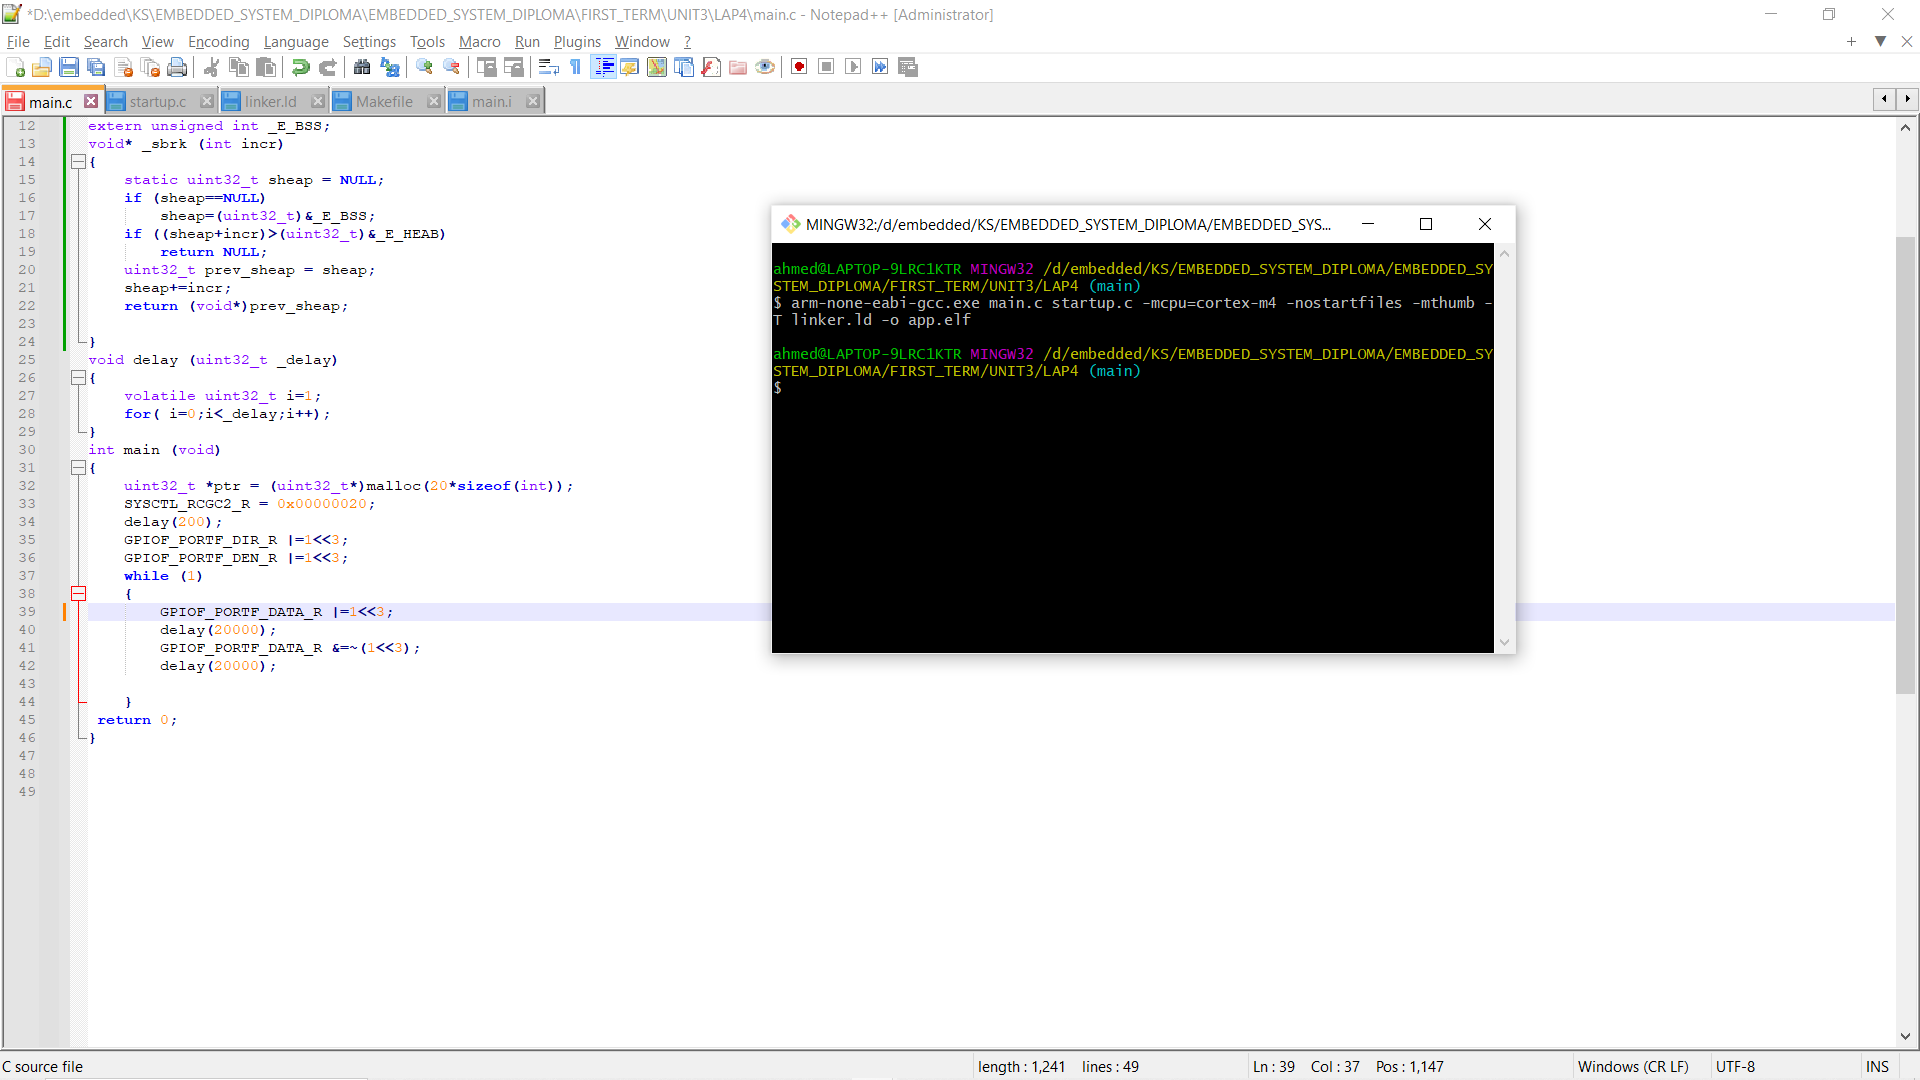 *D:\embedded\KS\EMBEDDED_SYSTEM_DIPLOMA\EMBEDDED_SYSTEM_DIPLOMA\FIRST_TERM\UNIT3\LAP4\main.c - Notepad++ [Administrator]
File Edit Search View Encoding Language Settings Tools Macro Run Plugins Window ?
main.c startup.c linker.ld Makefile main.i
12 extern unsigned int _E_BSS;
13 void* _sbrk (int incr)
14 {
15 static uint32_t sheap = NULL;
16 if (sheap==NULL)
17 sheap=(uint32_t)&_E_BSS;
18 if ((sheap+incr)>(uint32_t)&_E_HEAB)
19 return NULL;
20 uint32_t prev_sheap = sheap;
21 sheap+=incr;
22 return (void*)prev_sheap;
23
24 }
25 void delay (uint32_t _delay)
26 {
27 volatile uint32_t i=1;
28 for( i=0;i<_delay;i++);
29 }
30 int main (void)
31 {
32 uint32_t *ptr = (uint32_t*)malloc(20*sizeof(int));
33 SYSCTL_RCGC2_R = 0x00000020;
34 delay(200);
35 GPIOF_PORTF_DIR_R |=1<<3;
36 GPIOF_PORTF_DEN_R |=1<<3;
37 while (1)
38 {
39 GPIOF_PORTF_DATA_R |=1<<3;
40 delay(20000);
41 GPIOF_PORTF_DATA_R &=~(1<<3);
42 delay(20000);
43
44 }
45 return 0;
46 }
47
48
49
MINGW32:/d/embedded/KS/EMBEDDED_SYSTEM_DIPLOMA/EMBEDDED_SYS...
ahmed@LAPTOP-9LRC1KTR MINGW32 /d/embedded/KS/EMBEDDED_SYSTEM_DIPLOMA/EMBEDDED_SY
STEM_DIPLOMA/FIRST_TERM/UNIT3/LAP4 (main)
$ arm-none-eabi-gcc.exe main.c startup.c -mcpu=cortex-m4 -nostartfiles -mthumb -
T linker.ld -o app.elf
ahmed@LAPTOP-9LRC1KTR MINGW32 /d/embedded/KS/EMBEDDED_SYSTEM_DIPLOMA/EMBEDDED_SY
STEM_DIPLOMA/FIRST_TERM/UNIT3/LAP4 (main)
$
C source file length : 1,241 lines : 49 Ln : 39 Col : 37 Pos : 1,147 Windows (CR LF) UTF-8 INS